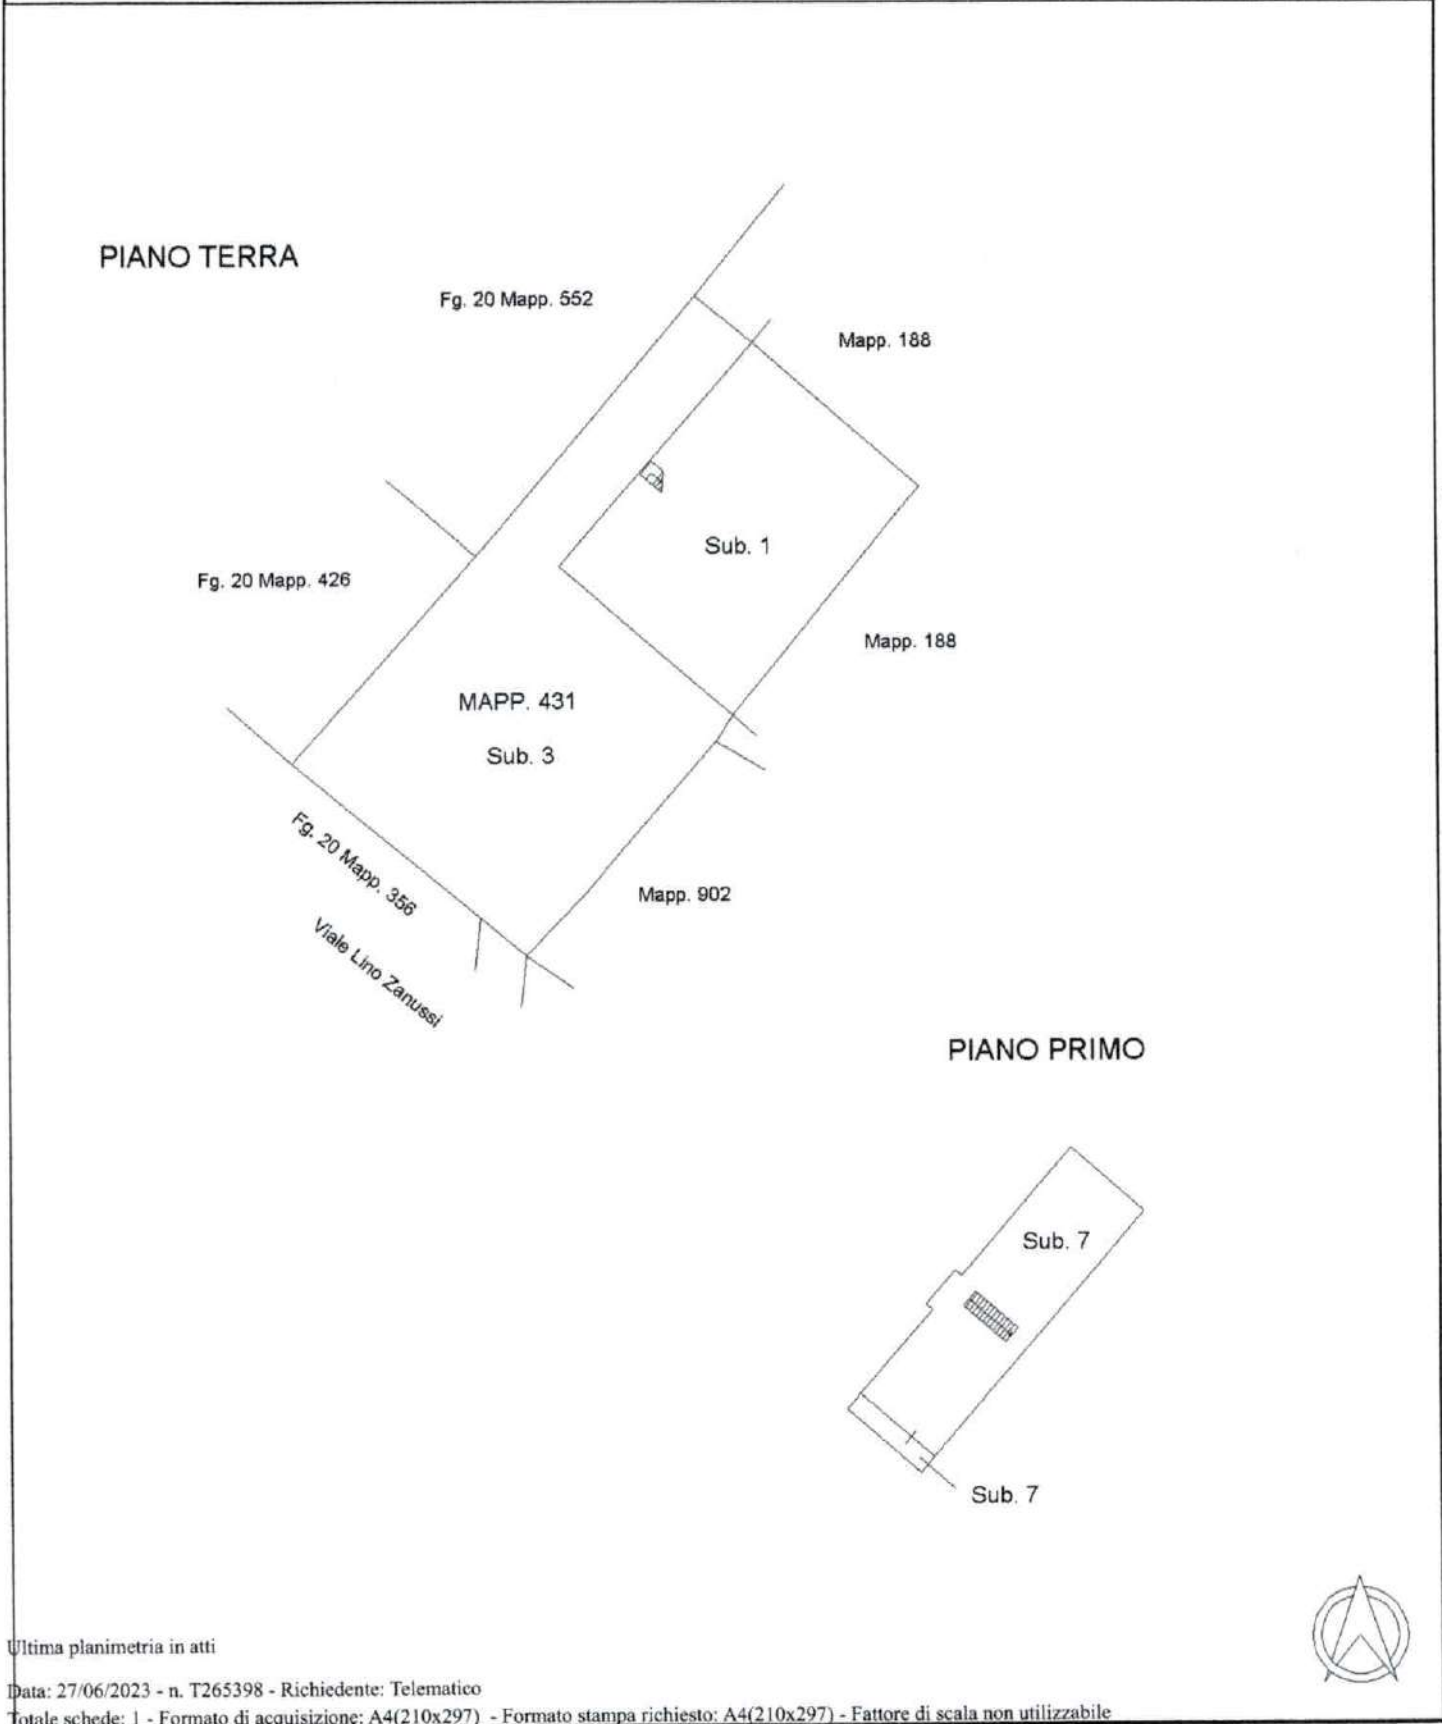 PIANO TERRA
Fg. 20 Mapp. 552
Mapp. 188
Sub. 1
Fg. 20 Mapp. 426
Mapp. 188
MAPP. 431
Sub. 3
Fg. 20 Mapp. 356
Mapp. 902
Viale Lino Zanussi
PIANO PRIMO
Sub. 7
Sub. 7
Ultima planimetria in atti
Data: 27/06/2023 - n. T265398 - Richiedente: Telematico
Totale schede: 1 - Formato di acquisizione: A4(210x297) - Formato stampa richiesto: A4(210x297) - Fattore di scala non utilizzabile